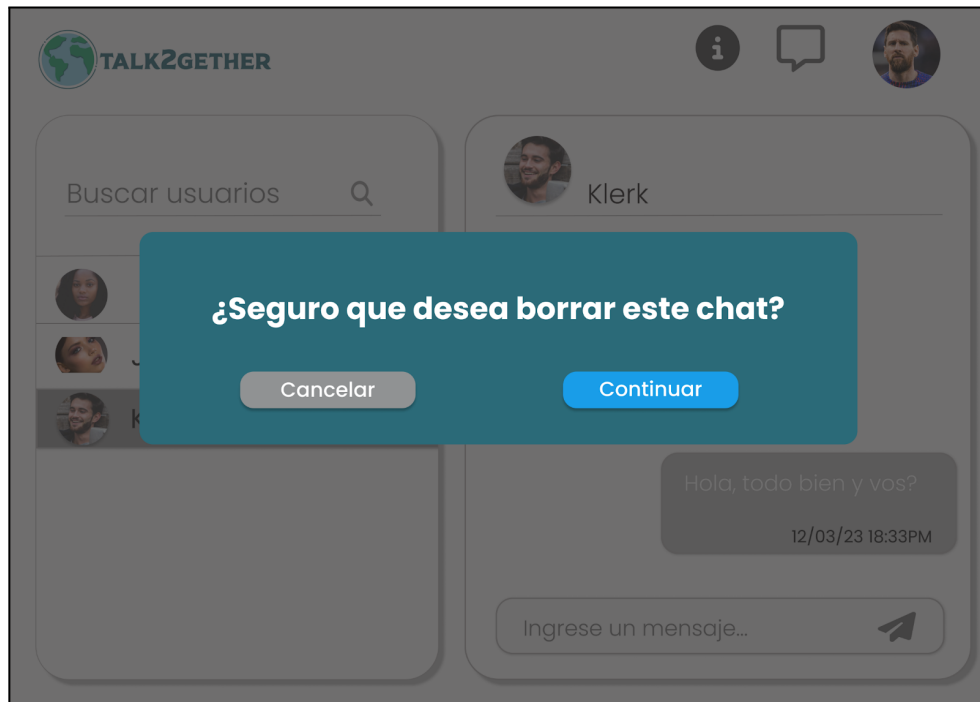 TALK2GETHER
Buscar usuarios
Klerk
¿Seguro que desea borrar este chat?
Cancelar
Continuar
Hola, todo bien y vos?
12/03/23 18:33PM
Ingrese un mensaje...